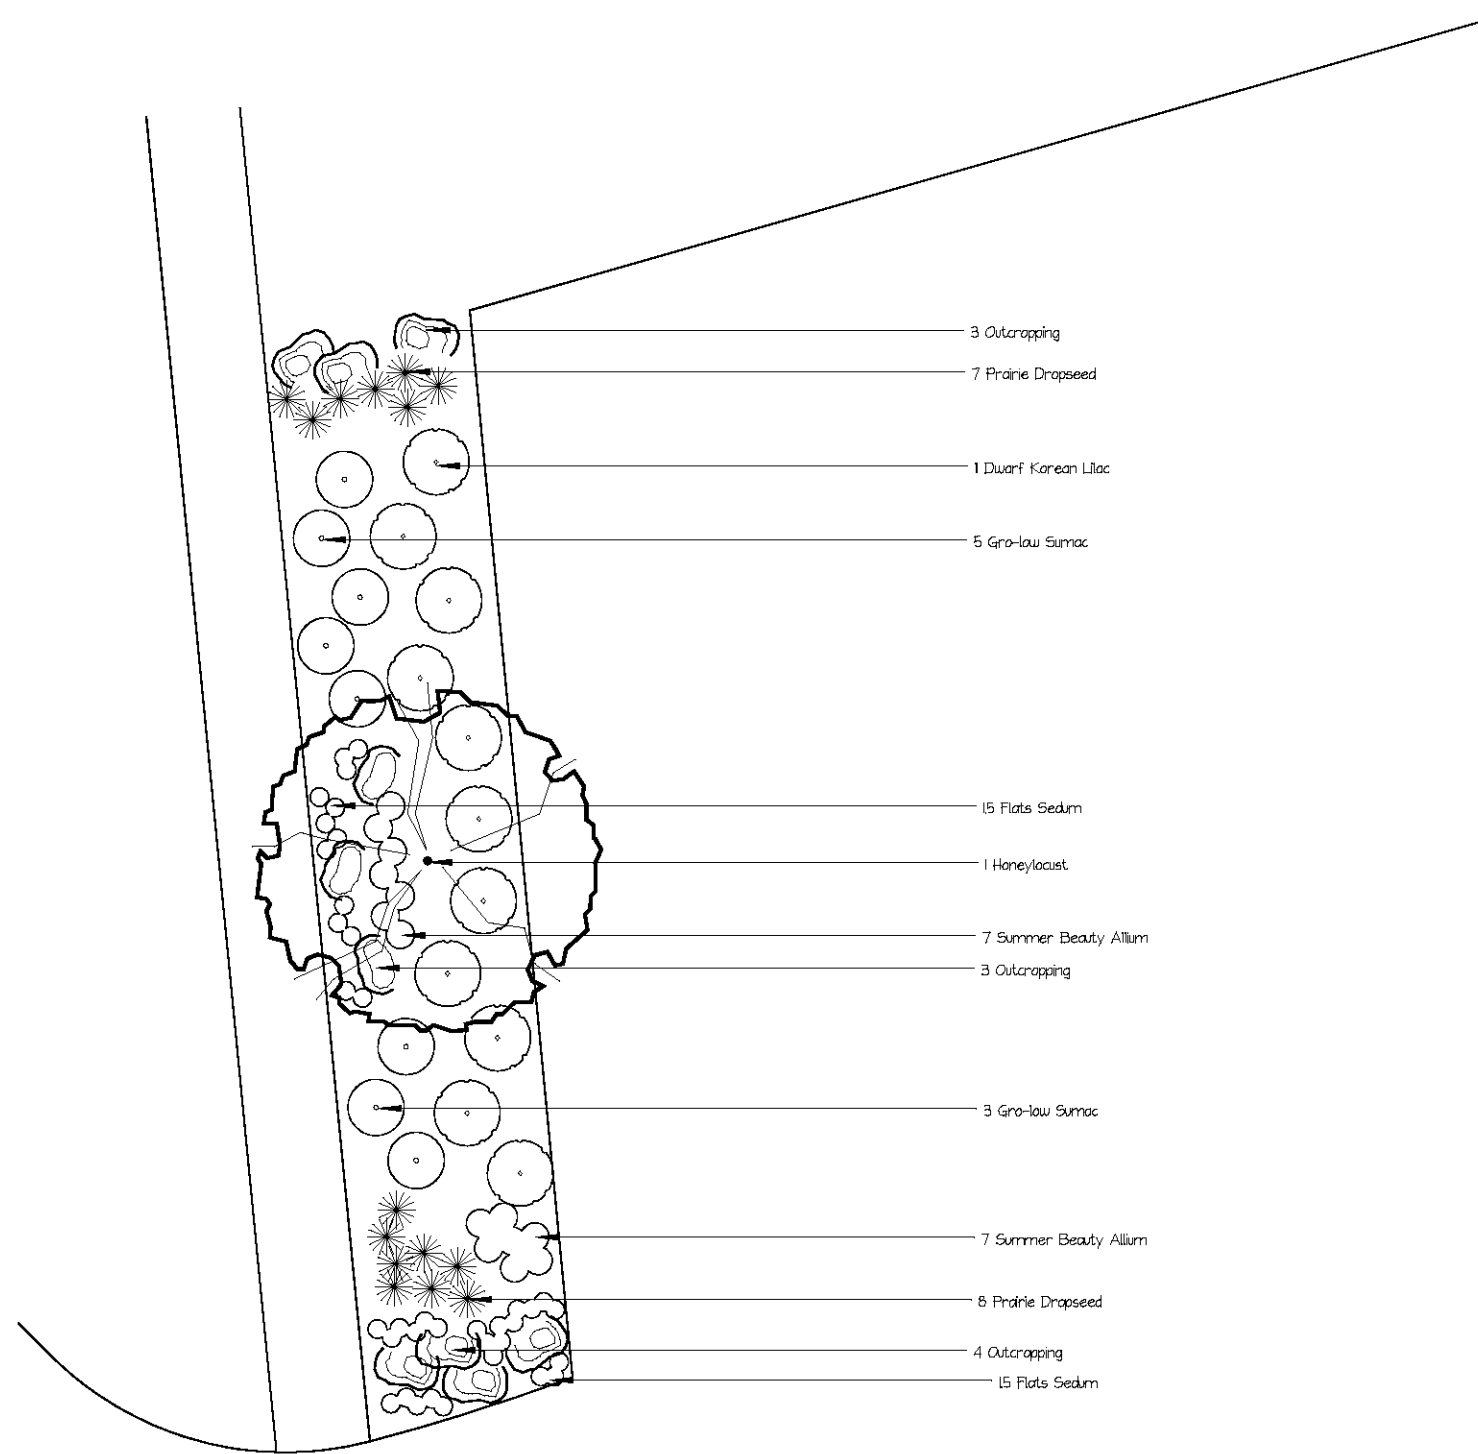 3 Outcropping
7 Prairie Dropseed
1 Dwarf Korean Lilac
5 Gro-low Sumac
15 Flats Sedum
1 Honeylocust
7 Summer Beauty Allium
3 Outcropping
3 Gro-low Sumac
7 Summer Beauty Allium
8 Prairie Dropseed
4 Outcropping
15 Flats Sedum